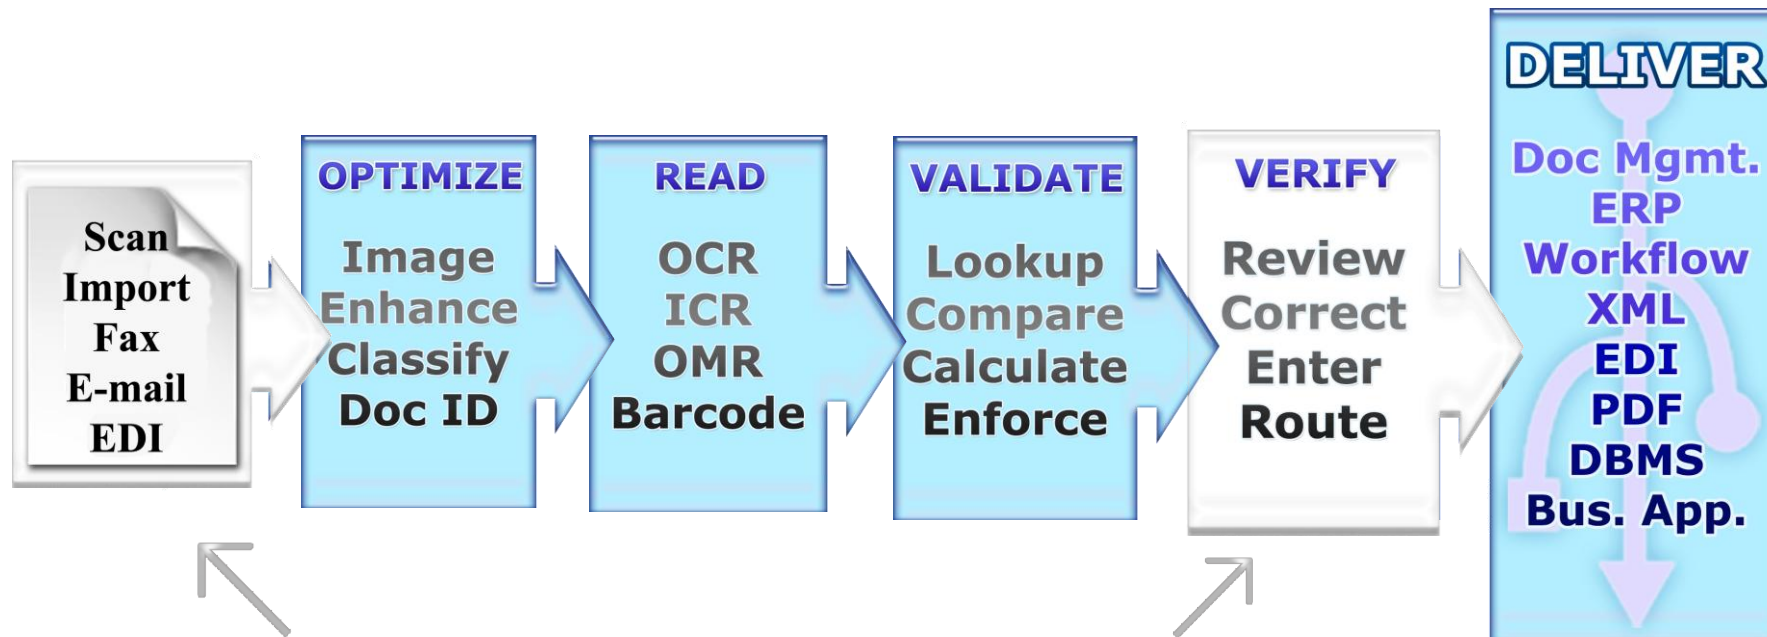 Scan
Import
Fax
E-mail
EDI
OPTIMIZE
Image
Enhance
Classify
Doc ID
READ
OCR
ICR
OMR
Barcode
VALIDATE
Lookup
Compare
Calculate
Enforce
VERIFY
Review
Correct
Enter
Route
DELIVER
Doc Mgmt.
ERP
Workflow
XML
EDI
PDF
DBMS
Bus. App.